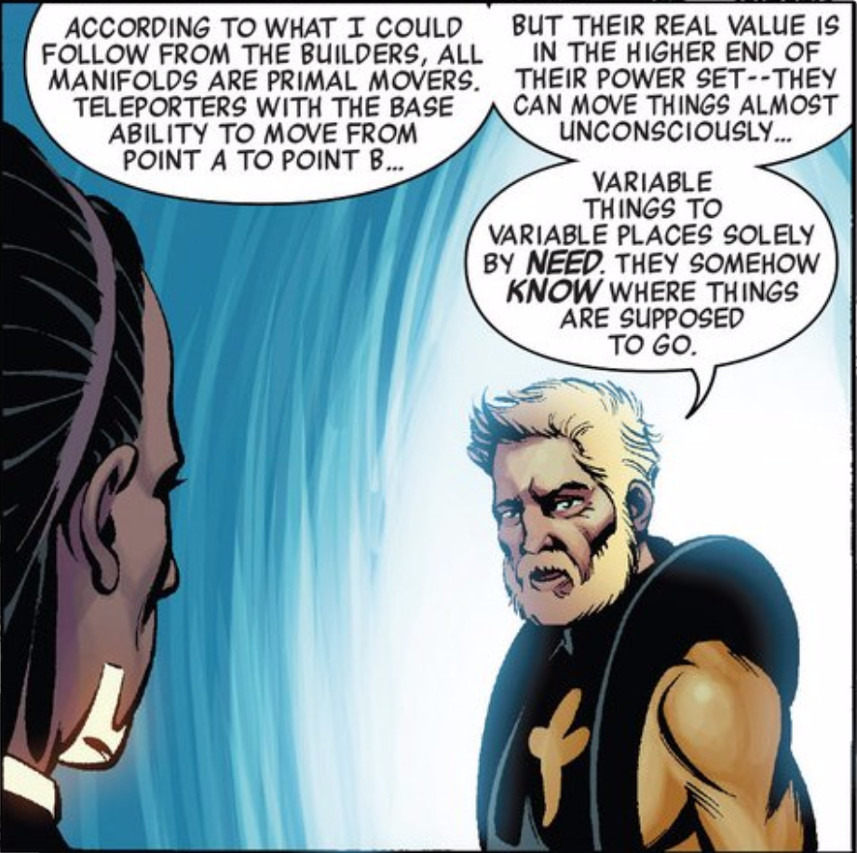 ACCORDING TO WHAT I COULD
FOLLOW FROM THE BUILDERS, ALL
MANIFOLDS ARE PRIMAL MOVERS.
TELEPORTERS WITH THE BASE
ABILITY TO MOVE FROM
POINT A TO POINT B...
BUT THEIR REAL VALUE IS
IN THE HIGHER END OF
THEIR POWER SET--THEY
CAN MOVE THINGS ALMOST
UNCONSCIOUSLY...
VARIABLE
THINGS TO
VARIABLE PLACES SOLELY
BY NEED. THEY SOMEHOW
KNOW WHERE THINGS
ARE SUPPOSED
TO GO.